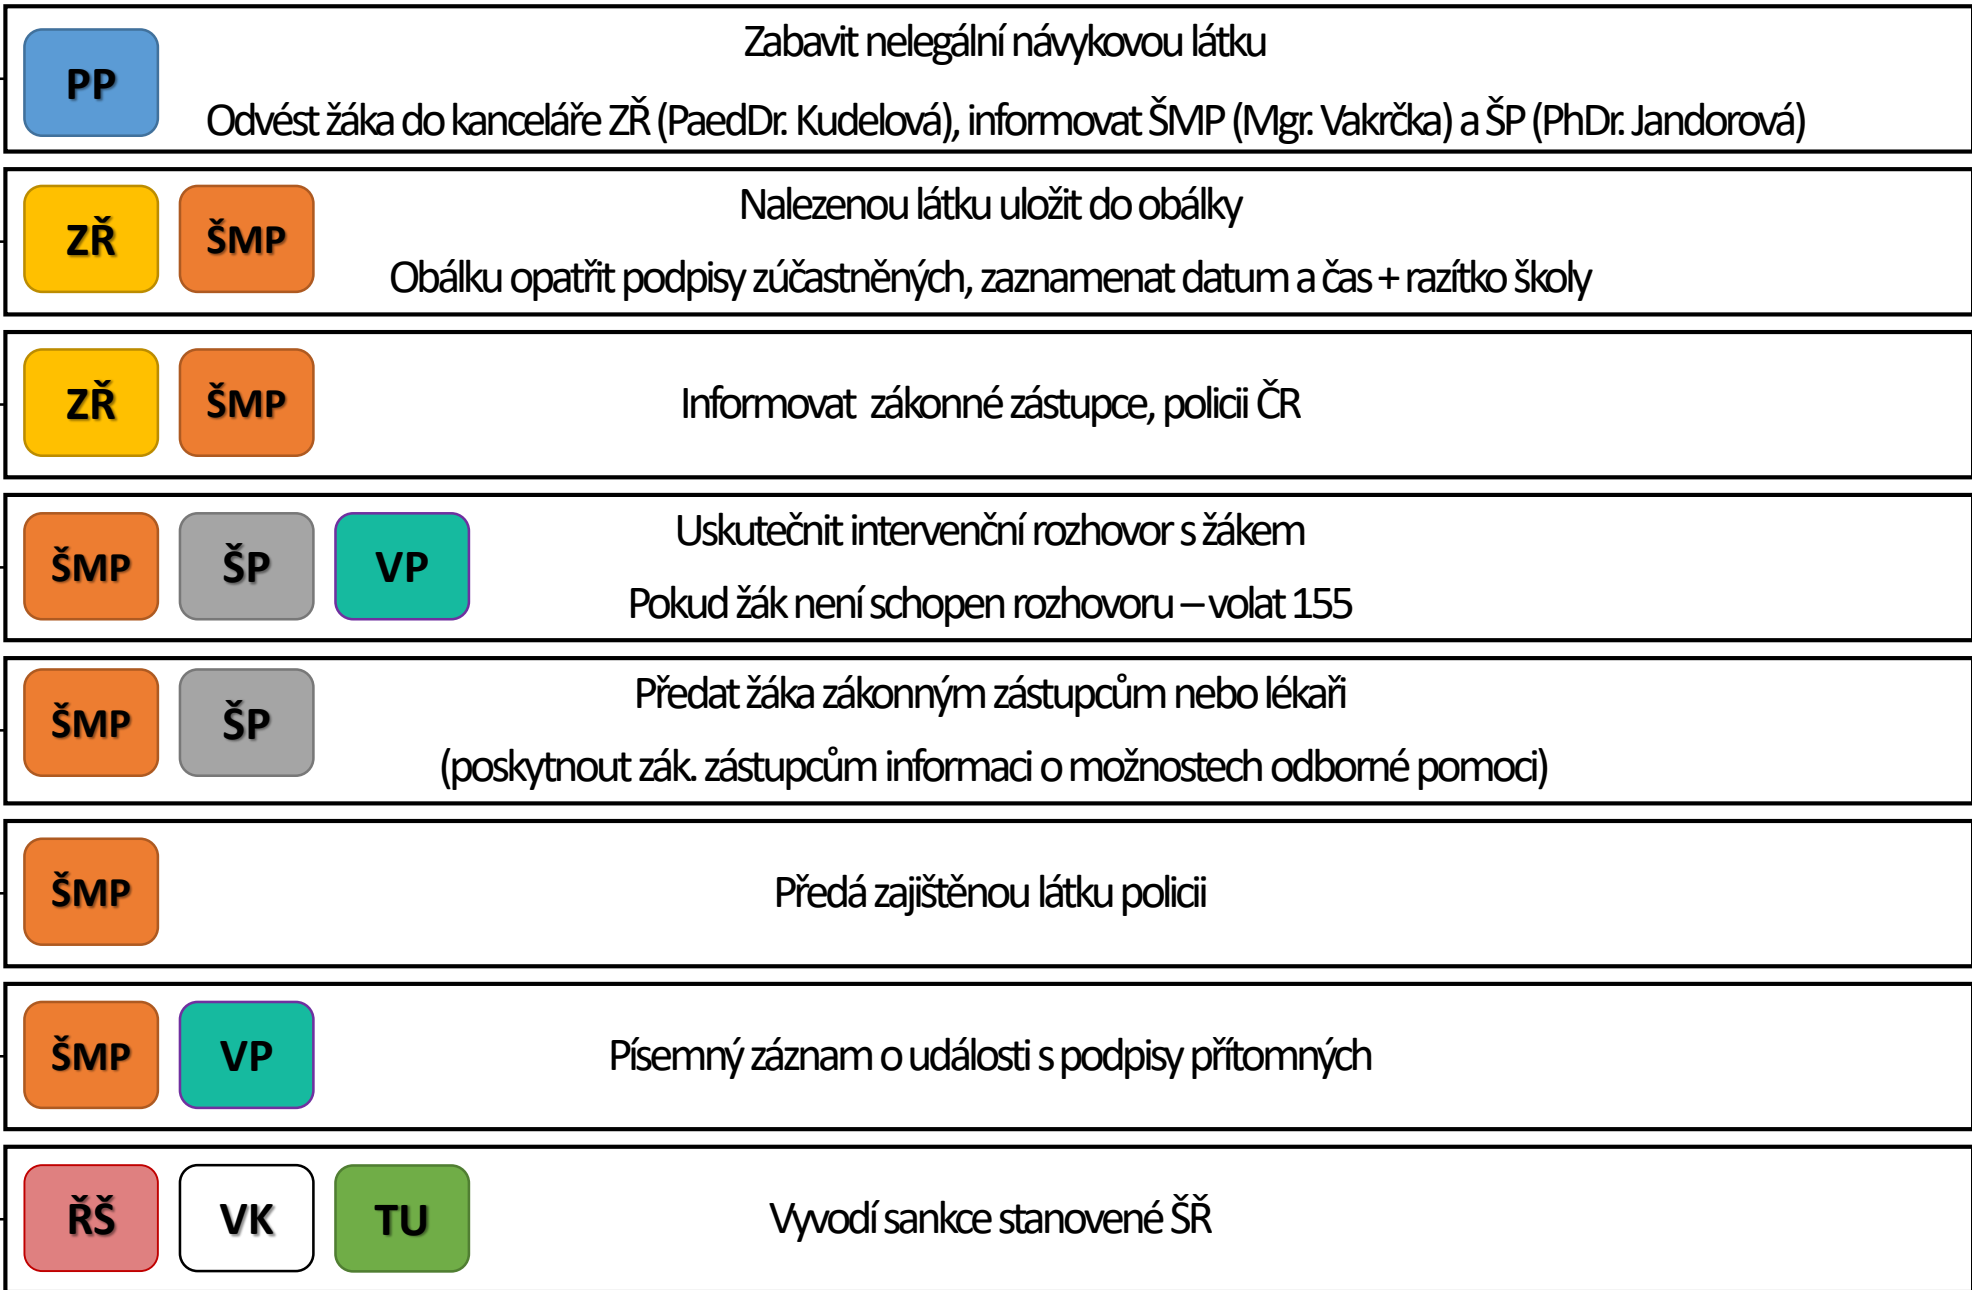 PP
Zabavit nelegální návykovou látku
Odvést žáka do kanceláře ZŘ (PaedDr. Kudelová), informovat ŠMP (Mgr. Vakrčka) a ŠP (PhDr. Jandorová)
ZŘ ŠMP
Nalezenou látku uložit do obálky
Obálku opatřit podpisy zúčastněných, zaznamenat datum a čas + razítko školy
ZŘ ŠMP
Informovat zákonné zástupce, policii ČR
ŠMP ŠP VP
Uskutečnit intervenční rozhovor s žákem
Pokud žák není schopen rozhovoru – volat 155
ŠMP ŠP
Předat žáka zákonným zástupcům nebo lékaři
(poskytnout zák. zástupcům informaci o možnostech odborné pomoci)
ŠMP
Předá zajištěnou látku policii
ŠMP VP
Písemný záznam o události s podpisy přítomných
ŘŠ VK TU
Vyvodí sankce stanovené ŠŘ